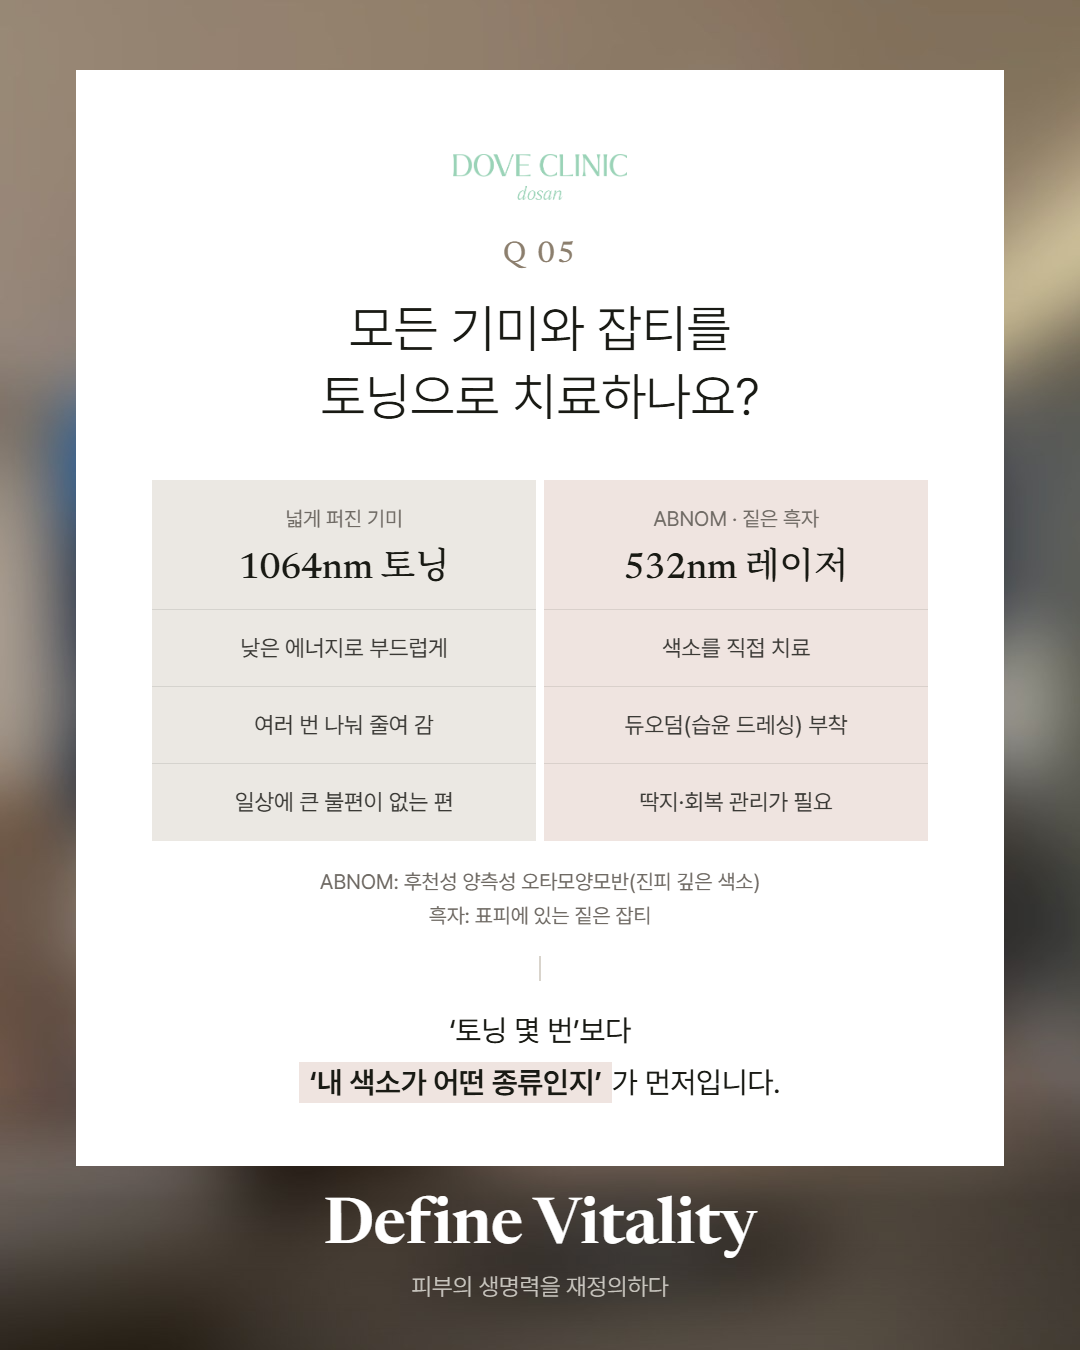 DOVE CLINIC
dosan
Q 05
모든 기미와 잡티를
토닝으로 치료하나요?
넓게 퍼진 기미
1064nm 토닝
낮은 에너지로 부드럽게
여러 번 나눠 줄여 감
일상에 큰 불편이 없는 편
ABNOM · 짙은 흑자
532nm 레이저
색소를 직접 치료
듀오덤(습윤 드레싱) 부착
딱지·회복 관리가 필요
ABNOM: 후천성 양측성 오타모양모반(진피 깊은 색소)
흑자: 표피에 있는 짙은 잡티
‘토닝 몇 번’보다
‘내 색소가 어떤 종류인지’가 먼저입니다.
Define Vitality
피부의 생명력을 재정의하다